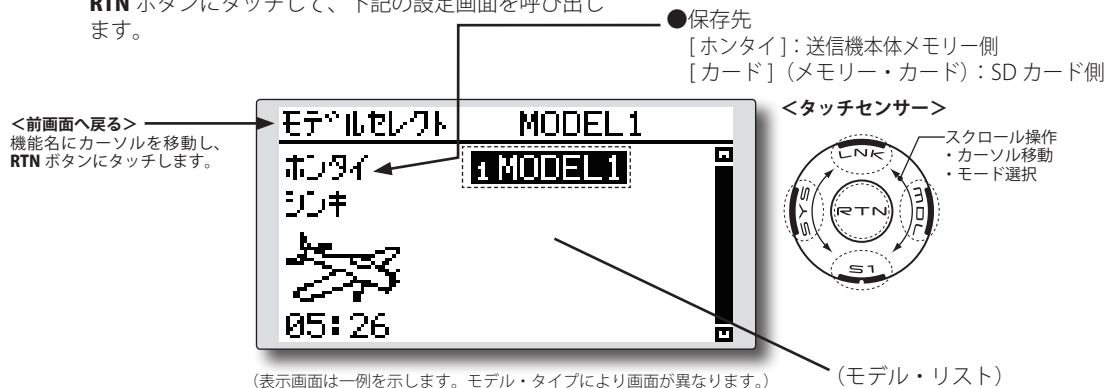 RTN ボタンにタッチして、下記の設定画面を呼び出し
ます。
●保存先
[ ホンタイ ]：送信機本体メモリー側
[ カード ]（メモリー・カード）：SD カード側
＜前画面へ戻る＞
機能名にカーソルを移動し、
RTN ボタンにタッチします。
モデルセレクト MODEL1
ホンタイ 1 MODEL1
シンキ
05:26
＜タッチセンサー＞
スクロール操作
・カーソル移動
・モード選択
LNK
SYS
RTN
MDL
S1
（表示画面は一例を示します。モデル・タイプにより画面が異なります。）
（モデル・リスト）